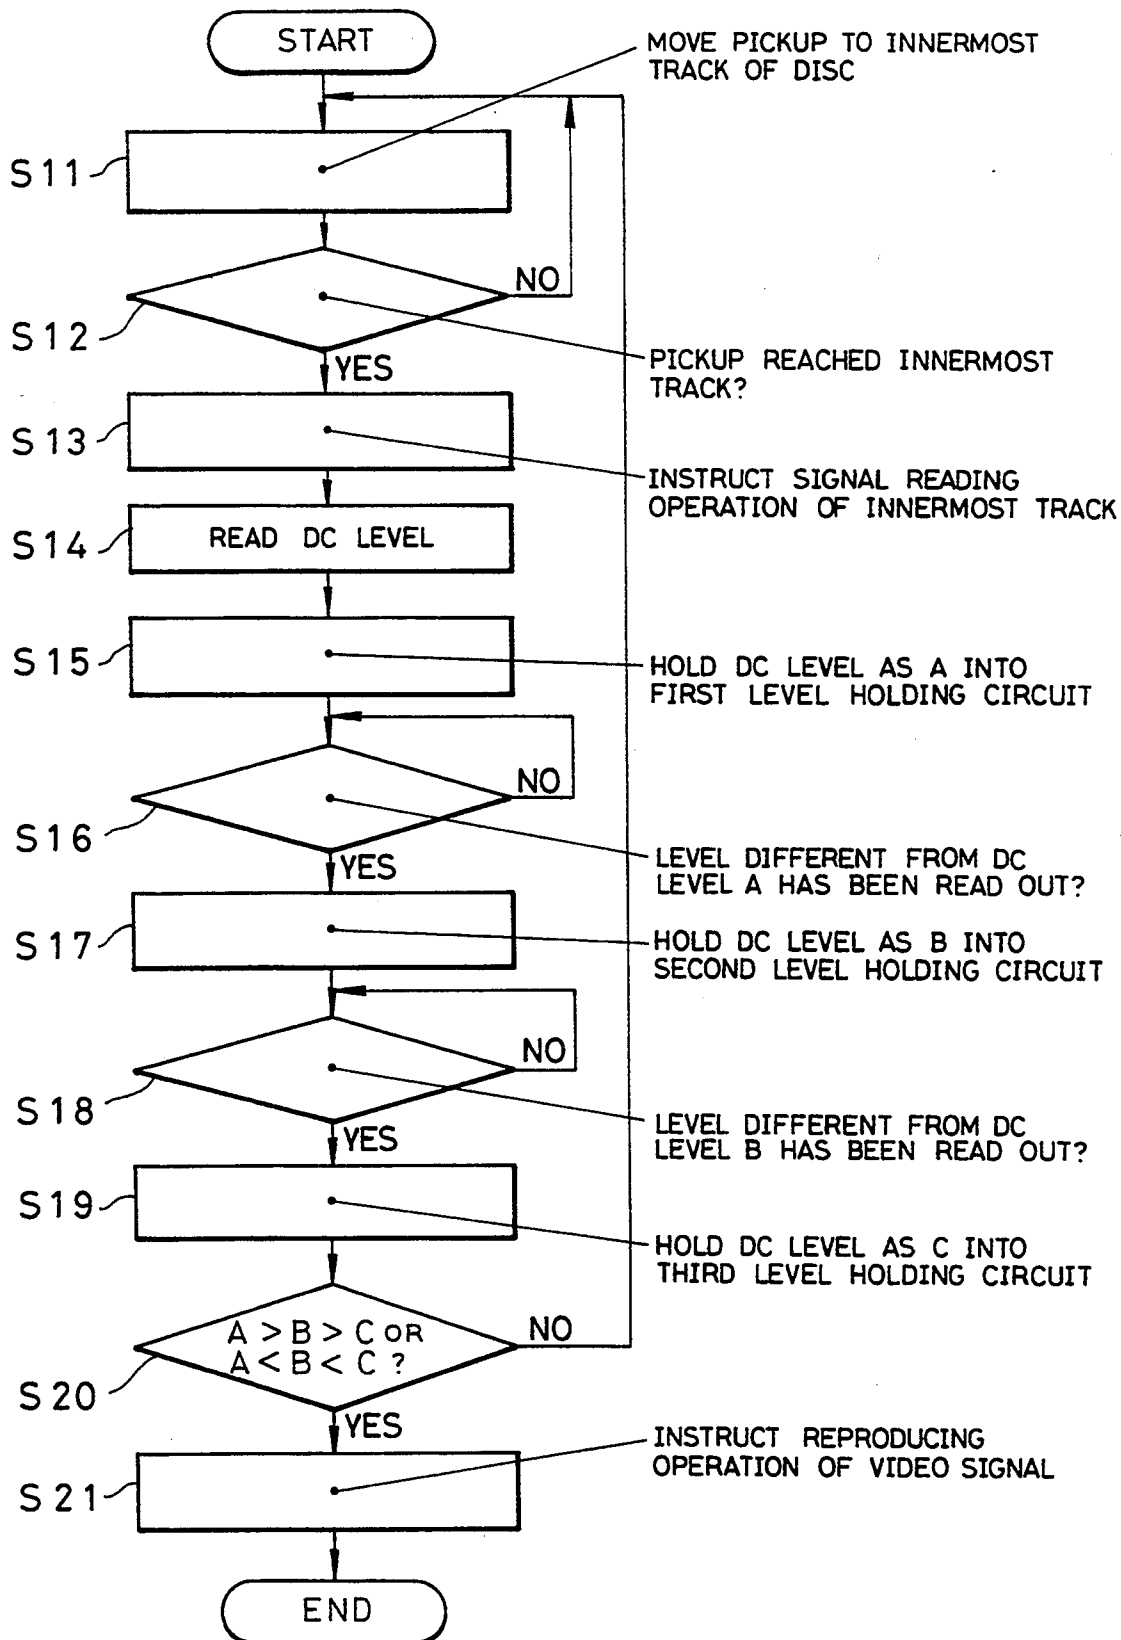 START
MOVE PICKUP TO INNERMOST
TRACK OF DISC
S11
NO
S12
PICKUP REACHED INNERMOST
TRACK?
YES
S13
INSTRUCT SIGNAL READING
OPERATION OF INNERMOST TRACK
S14
READ DC LEVEL
S15
HOLD DC LEVEL AS A INTO
FIRST LEVEL HOLDING CIRCUIT
NO
S16
LEVEL DIFFERENT FROM DC
LEVEL A HAS BEEN READ OUT?
YES
S17
HOLD DC LEVEL AS B INTO
SECOND LEVEL HOLDING CIRCUIT
NO
S18
LEVEL DIFFERENT FROM DC
LEVEL B HAS BEEN READ OUT?
YES
S19
HOLD DC LEVEL AS C INTO
THIRD LEVEL HOLDING CIRCUIT
A > B > C OR
A < B < C ?
NO
S20
YES
INSTRUCT REPRODUCING
OPERATION OF VIDEO SIGNAL
S21
END